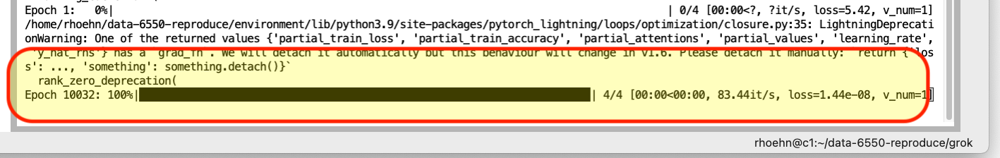 Epoch 1:   0%| | 0/4 [00:00<?, ?it/s, loss=5.42, v_num=1]
/home/rhoehn/data-6550-reproduce/environment/lib/python3.9/site-packages/pytorch_lightning/loops/optimization/closure.py:35: LightningDeprecati
onWarning: One of the returned values {'partial_train_loss', 'partial_train_accuracy', 'partial_attentions', 'partial_values', 'learning_rate',
'y_hat_rhs'} has a `grad_fn`. We will detach it automatically but this behaviour will change in v1.6. Please detach it manually: `return {'los
s': ..., 'something': something.detach()}`
  rank_zero_deprecation(
Epoch 10032: 100%| | 4/4 [00:00<00:00, 83.44it/s, loss=1.44e-08, v_num=1]
rhoehn@c1:~/data-6550-reproduce/grok